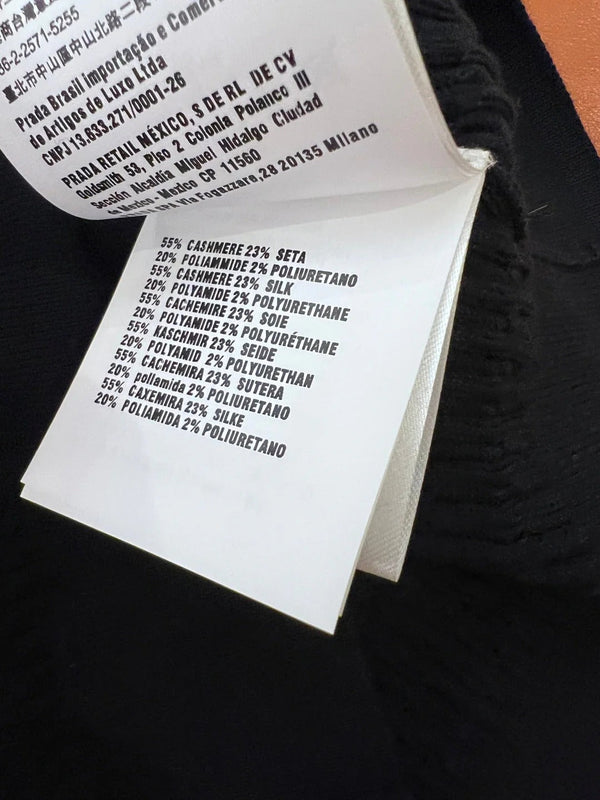 商台灣
36-2-2571-5255
臺北市中山區中山北路二段
Prada Brasil Importação e Comer
de Artigos de Luxo Ltda
CNPJ 13.633.271/0001-26
PRADA RETAIL MÉXICO, S DE RL DE CV
Goldsmith 53, Piso 2 Colonia Polanco III
Sección Alcaldía Miguel Hidalgo Ciudad
de Mexico - Mexico CP 11560
Via Fogazzaro, 28 20135 Milano
55% CASHMERE 23% SETA
20% POLIAMMIDE 2% POLIURETANO
55% CASHMERE 23% SILK
20% POLYAMIDE 2% POLYURETHANE
55% CACHEMIRE 23% SOIE
20% POLYAMIDE 2% POLYURÉTHANE
55% KASCHMIR 23% SEIDE
20% POLYAMID 2% POLYURETHAN
55% CACHEMIRA 23% SUTERA
20% poliamida 2% POLIURETANO
55% CAXEMIRA 23% SILKE
20% POLIAMIDA 2% POLIURETANO